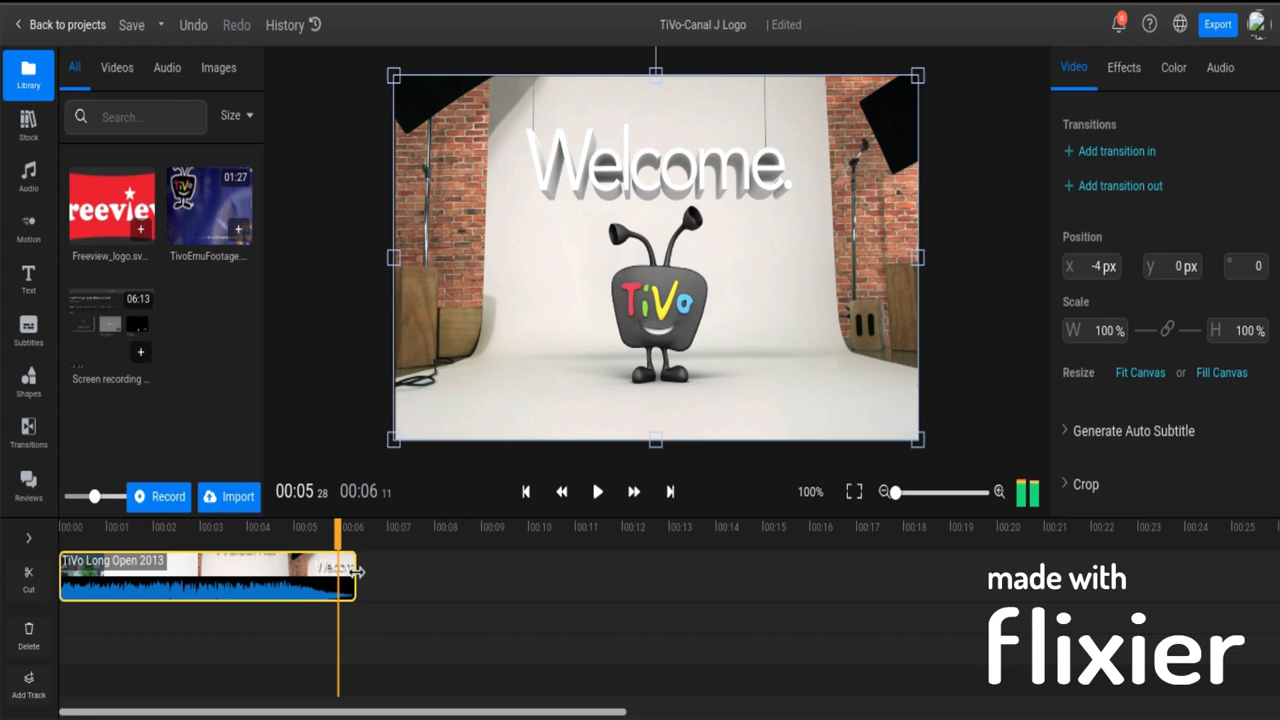 Back to projects Save Undo Redo History TiVo-Canal J Logo | Edited Export
Library
Stock
Audio
Motion
Text
Subtitles
Shapes
Transitions
Reviews
All Videos Audio Images
Search... Size
reeview
Freeview_logo.sv...
TiVo
01:27
TivoEmuFootage....
06:13
Screen recording ...
Record Import
Welcome.
TiVo
Video Effects Color Audio
Transitions
+ Add transition in
+ Add transition out
Position
X -4 px y 0 px ° 0
Scale
W 100 % H 100 %
Resize Fit Canvas or Fill Canvas
Generate Auto Subtitle
Crop
00:05 28 00:06 11 100%
00:00 00:01 00:02 00:03 00:04 00:05 00:06 00:07 00:08 00:09 00:10 00:11 00:12 00:13 00:14 00:15 00:16 00:17 00:18 00:19 00:20 00:21 00:22 00:23 00:24 00:25
TiVo Long Open 2013
Cut
Delete
Add Track
made with
flixier